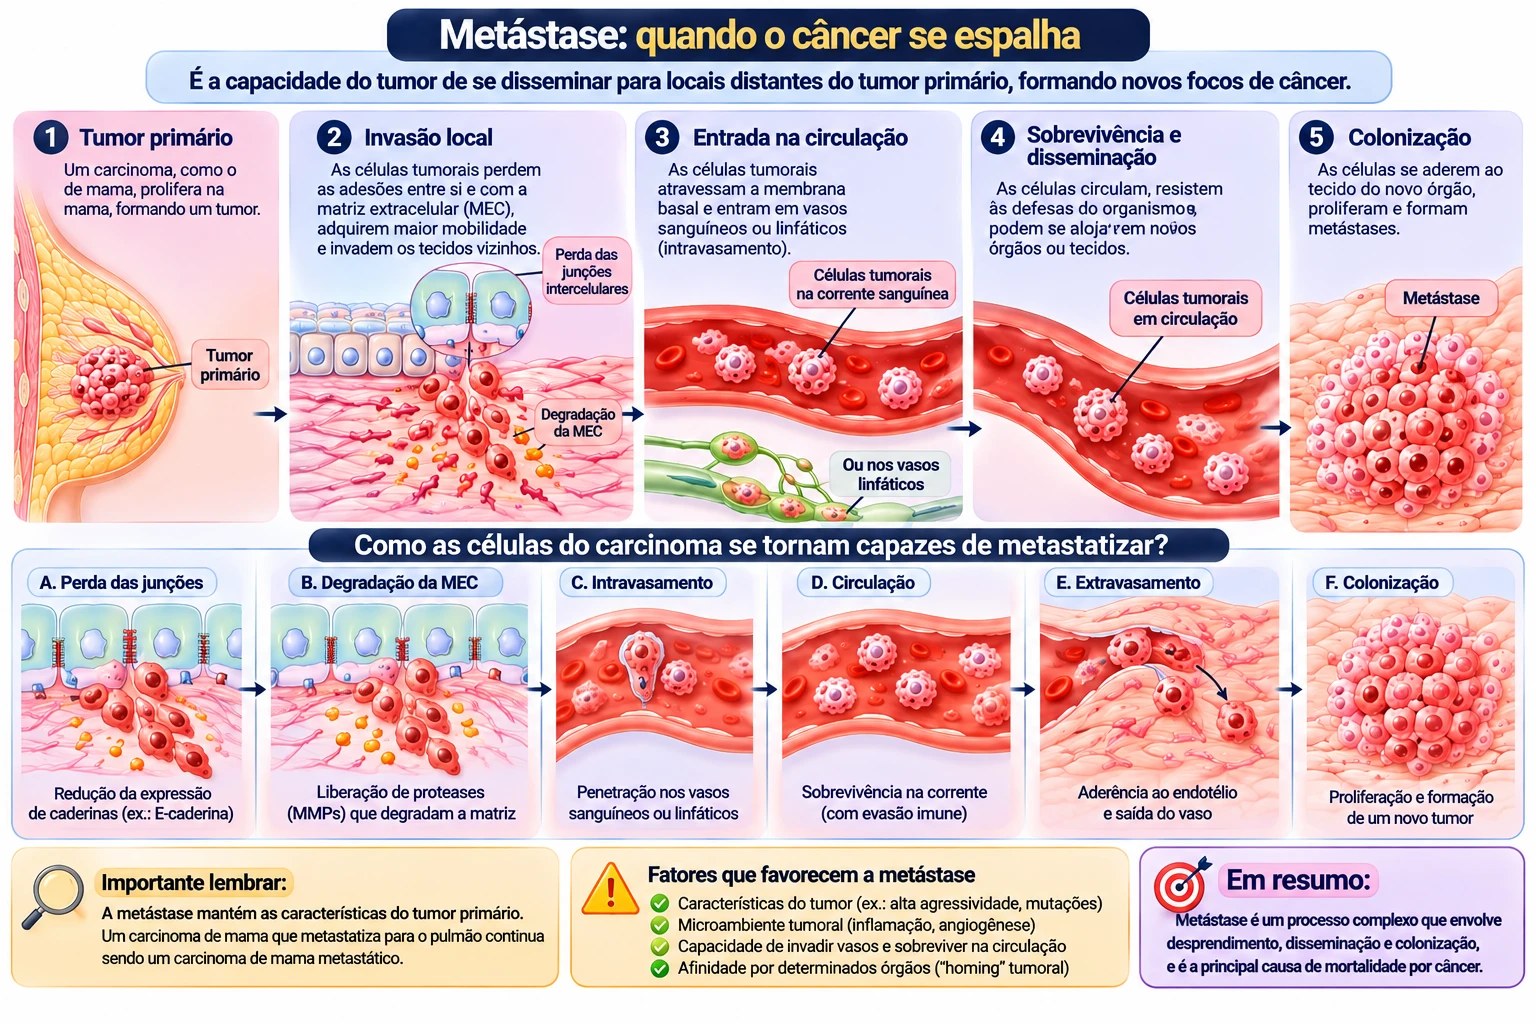 Metástase: quando o câncer se espalha
É a capacidade do tumor de se disseminar para locais distantes do tumor primário, formando novos focos de câncer.
1 Tumor primário
Um carcinoma, como o
de mama, prolifera na
mama, formando um tumor.
Tumor
primário
2 Invasão local
As células tumorais perdem
as adesões entre si e com a
matriz extracelular (MEC),
adquirem maior mobilidade
e invadem os tecidos vizinhos.
Perda das
junções
intercelulares
Degradação
da MEC
3 Entrada na circulação
As células tumorais
atravessam a membrana
basal e entram em vasos
sanguíneos ou linfáticos
(intravasamento).
Células tumorais
na corrente sanguínea
Ou nos vasos
linfáticos
4 Sobrevivência e
disseminação
As células circulam, resistem
às defesas do organismo,
podem se novos
órgãos ou tecidos.
Células tumorais
em circulação
5 Colonização
As células se aderem ao
tecido do novo órgão,
proliferam e formam
metástases.
Metástase
Como as células do carcinoma se tornam capazes de metastatizar?
A. Perda das junções
Redução da expressão
de caderinas (ex.: E-caderina)
B. Degradação da MEC
Liberação de proteases
(MMPs) que degradam a matriz
C. Intravasamento
Penetração nos vasos
sanguíneos ou linfáticos
D. Circulação
Sobrevivência na corrente
(com evasão imune)
E. Extravasamento
Aderência ao endotélio
e saída do vaso
F. Colonização
Proliferação e formação
de um novo tumor
Importante lembrar:
A metástase mantém as características do tumor primário.
Um carcinoma de mama que metastatiza para o pulmão continua
sendo um carcinoma de mama metastático.
Fatores que favorecem a metástase
Características do tumor (ex.: alta agressividade, mutações)
Microambiente tumoral (inflamação, angiogênese)
Capacidade de invadir vasos e sobreviver na circulação
Afinidade por determinados órgãos ("homing" tumoral)
Em resumo:
Metástase é um processo complexo que envolve
desprendimento, disseminação e colonização,
e é a principal causa de mortalidade por câncer.